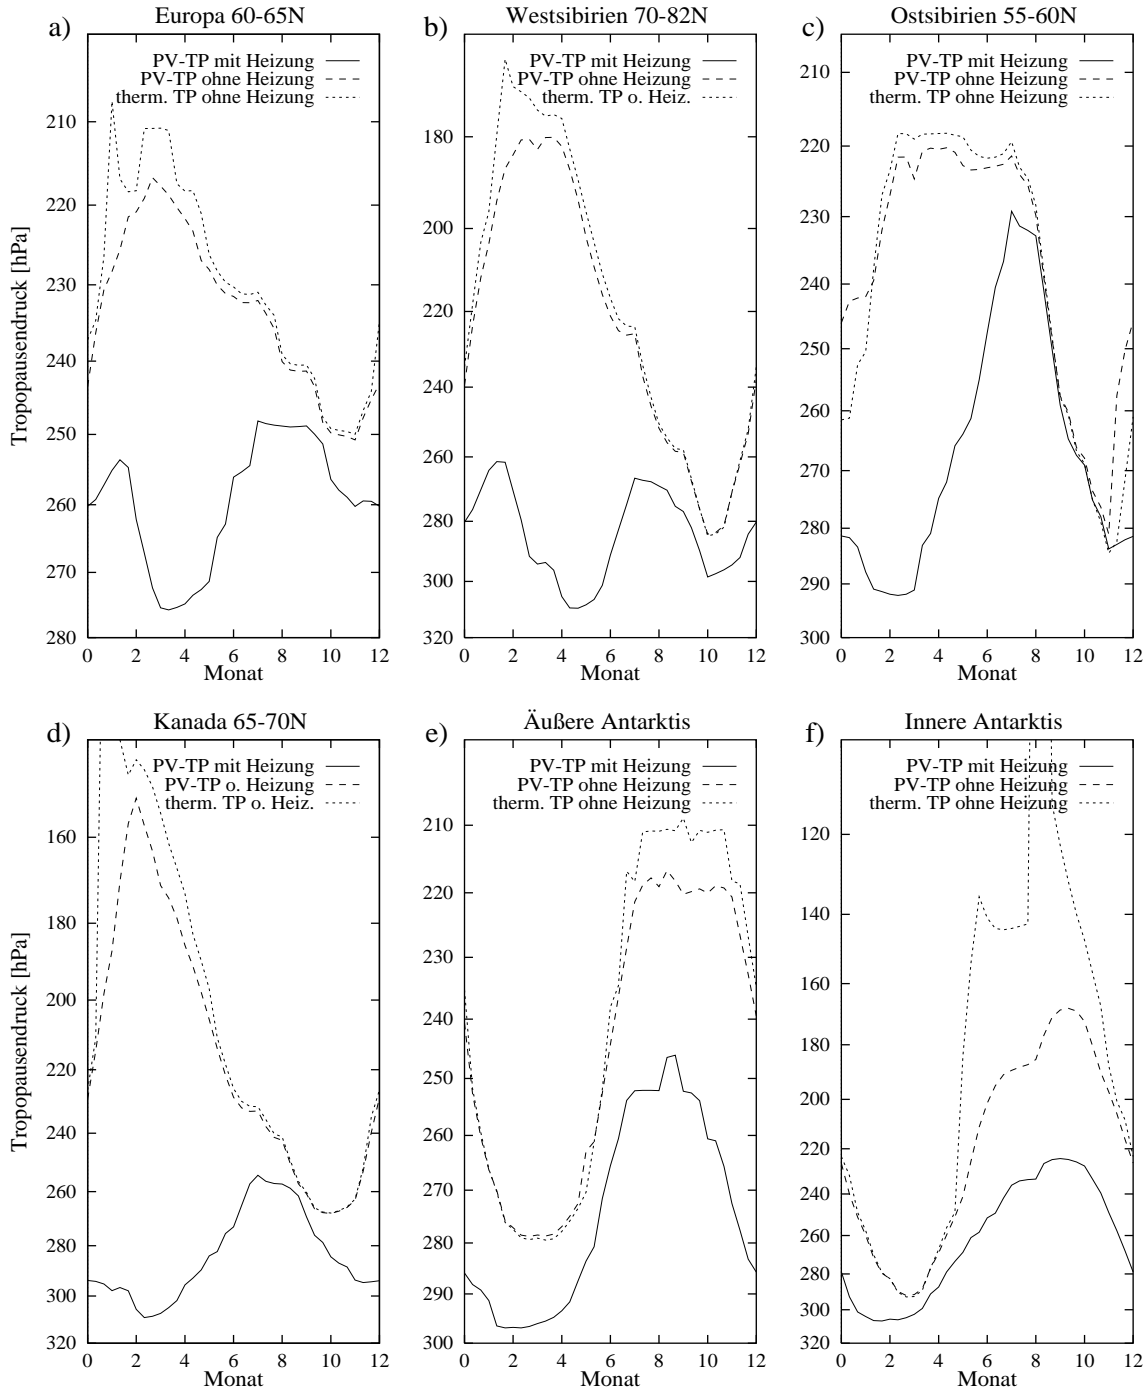 a) Europa 60-65N
PV-TP mit Heizung
PV-TP ohne Heizung
therm. TP ohne Heizung
Tropopausendruck [hPa]
210
220
230
240
250
260
270
280
0 2 4 6 8 10 12
Monat
b) Westsibirien 70-82N
PV-TP mit Heizung
PV-TP ohne Heizung
therm. TP o. Heiz.
180
200
220
240
260
280
300
320
0 2 4 6 8 10 12
Monat
c) Ostsibirien 55-60N
PV-TP mit Heizung
PV-TP ohne Heizung
therm. TP ohne Heizung
210
220
230
240
250
260
270
280
290
300
0 2 4 6 8 10 12
Monat
d) Kanada 65-70N
PV-TP mit Heizung
PV-TP o. Heizung
therm. TP o. Heiz.
Tropopausendruck [hPa]
160
180
200
220
240
260
280
300
320
0 2 4 6 8 10 12
Monat
e) Äußere Antarktis
PV-TP mit Heizung
PV-TP ohne Heizung
therm. TP ohne Heizung
210
220
230
240
250
260
270
280
290
300
0 2 4 6 8 10 12
Monat
f) Innere Antarktis
PV-TP mit Heizung
PV-TP ohne Heizung
therm. TP ohne Heizung
120
140
160
180
200
220
240
260
280
300
320
0 2 4 6 8 10 12
Monat